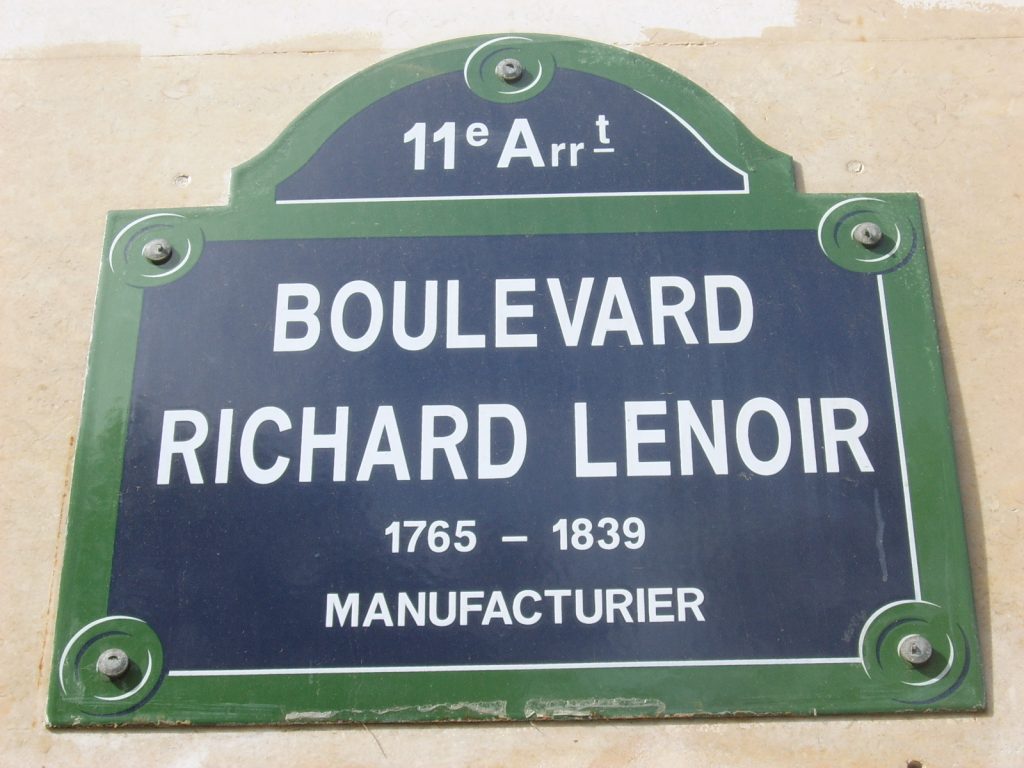 11e Arrt
BOULEVARD
RICHARD LENOIR
1765 – 1839
MANUFACTURIER